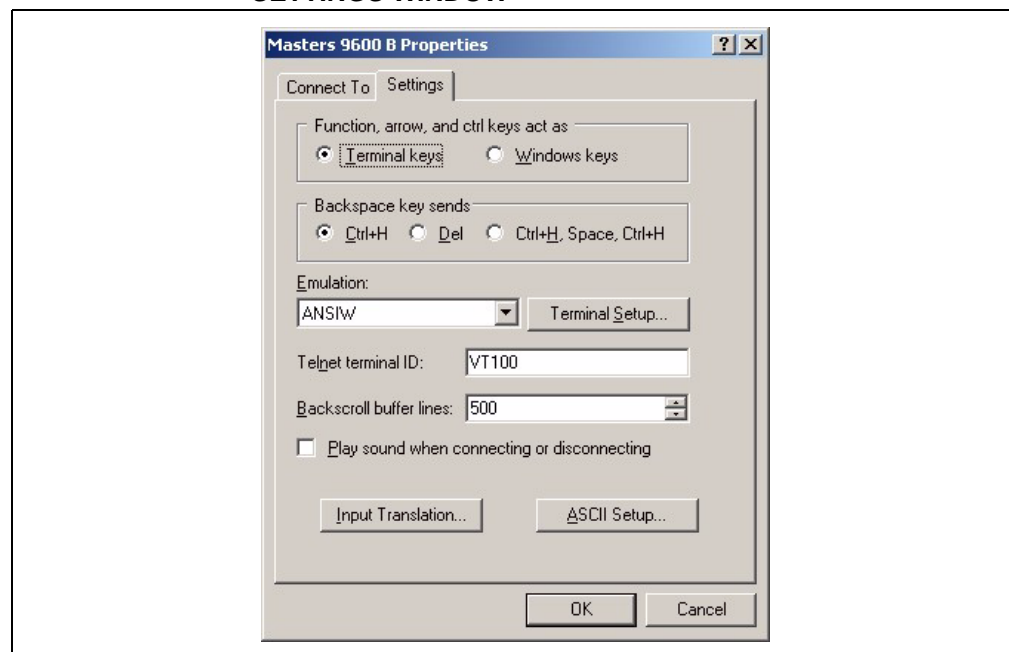 SETTINGS WINDOW
Masters 9600 B Properties
Connect To Settings
Function, arrow, and ctrl keys act as
Terminal keys Windows keys
Backspace key sends
Ctrl+H Del Ctrl+H, Space, Ctrl+H
Emulation:
ANSIW Terminal Setup...
Telnet terminal ID: VT100
Backscroll buffer lines: 500
Play sound when connecting or disconnecting
Input Translation... ASCII Setup...
OK Cancel